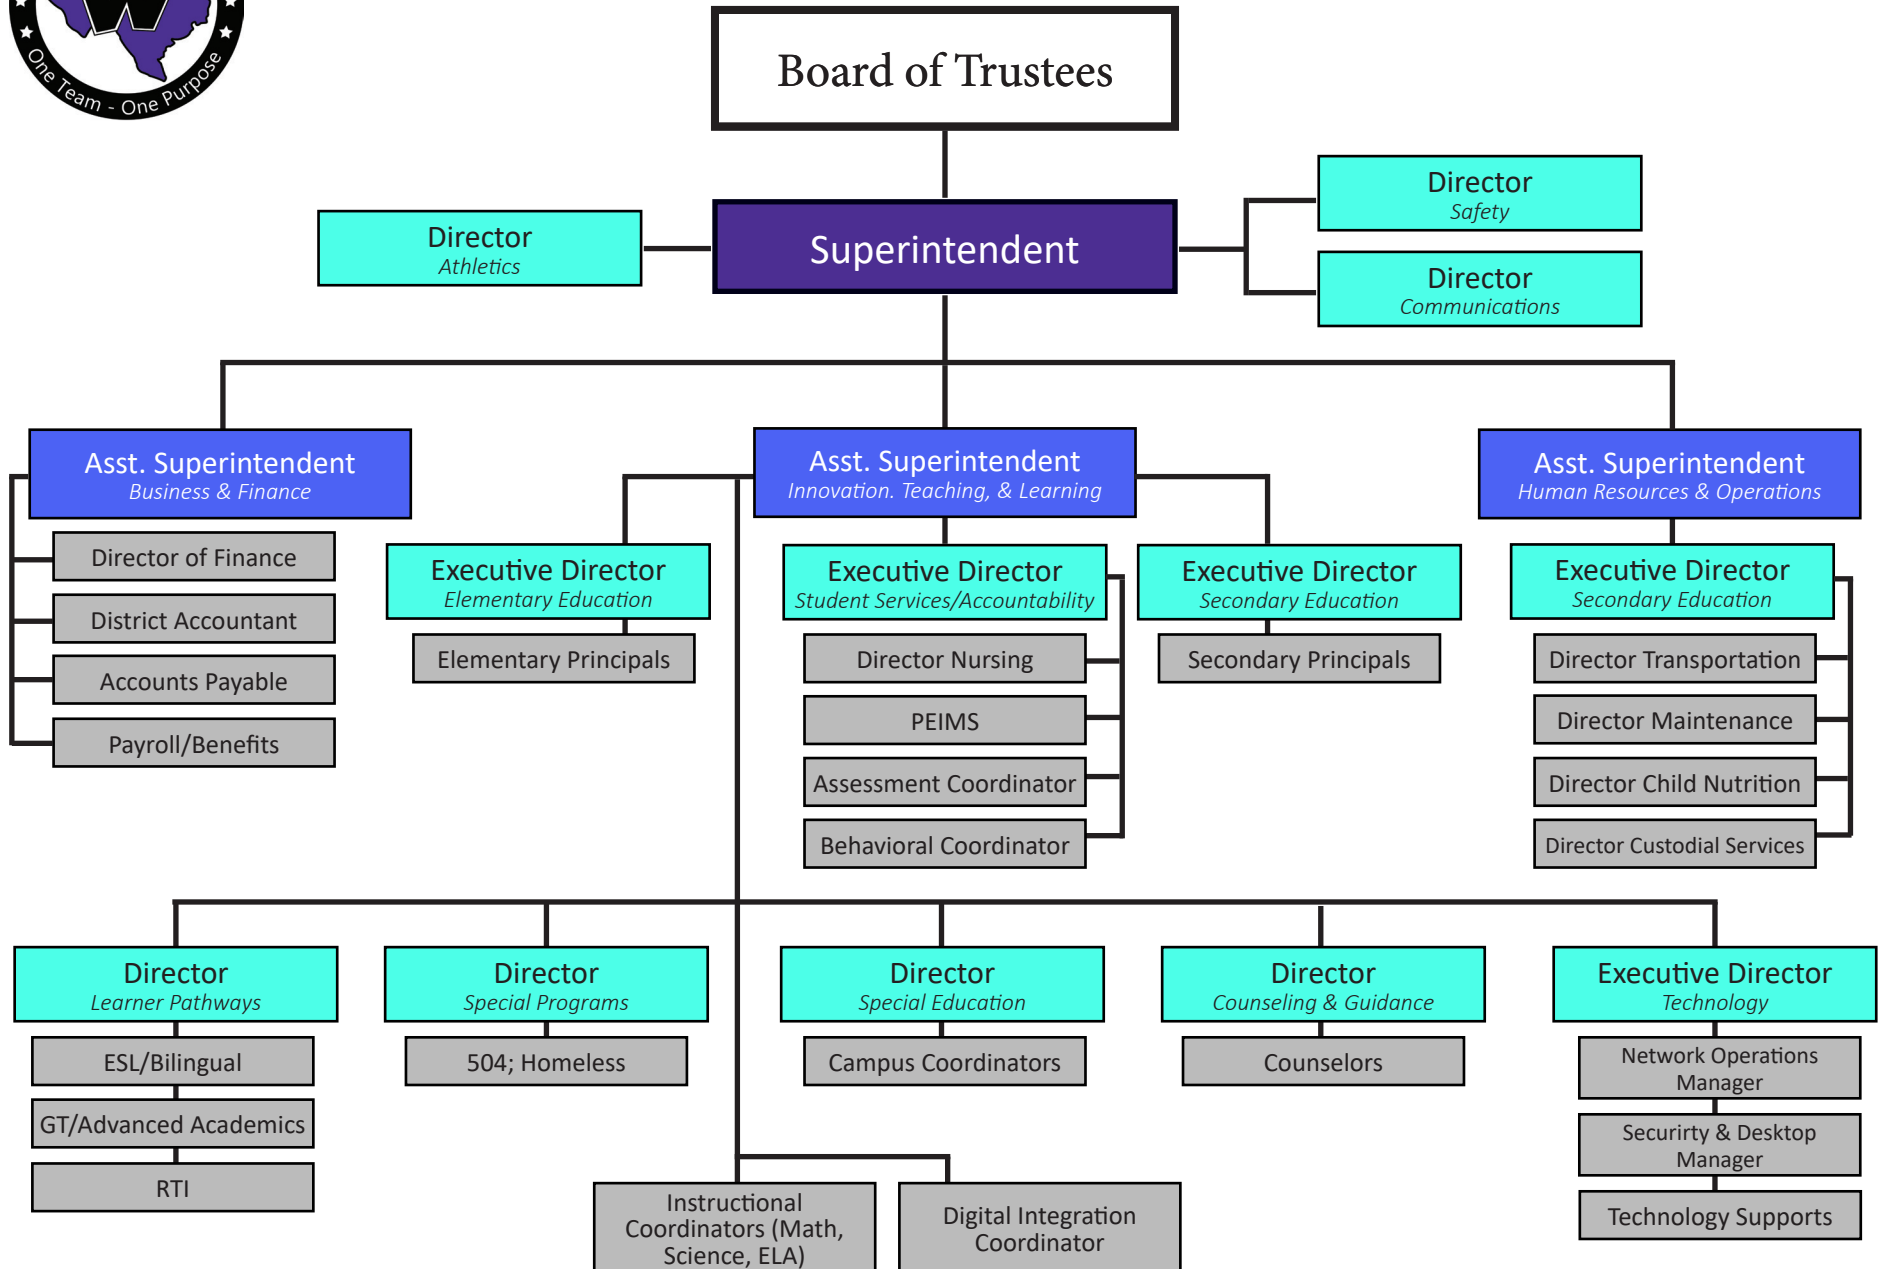 One Team - One Purpose
Board of Trustees
Director
Athletics
Superintendent
Director
Safety
Director
Communications
Asst. Superintendent
Business & Finance
Director of Finance
District Accountant
Accounts Payable
Payroll/Benefits
Asst. Superintendent
Innovation. Teaching, & Learning
Executive Director
Elementary Education
Elementary Principals
Executive Director
Student Services/Accountability
Director Nursing
PEIMS
Assessment Coordinator
Behavioral Coordinator
Executive Director
Secondary Education
Secondary Principals
Asst. Superintendent
Human Resources & Operations
Executive Director
Secondary Education
Director Transportation
Director Maintenance
Director Child Nutrition
Director Custodial Services
Director
Learner Pathways
ESL/Bilingual
GT/Advanced Academics
RTI
Director
Special Programs
504; Homeless
Director
Special Education
Campus Coordinators
Director
Counseling & Guidance
Counselors
Executive Director
Technology
Network Operations
Manager
Securirty & Desktop
Manager
Technology Supports
Instructional
Coordinators (Math,
Science, ELA)
Digital Integration
Coordinator